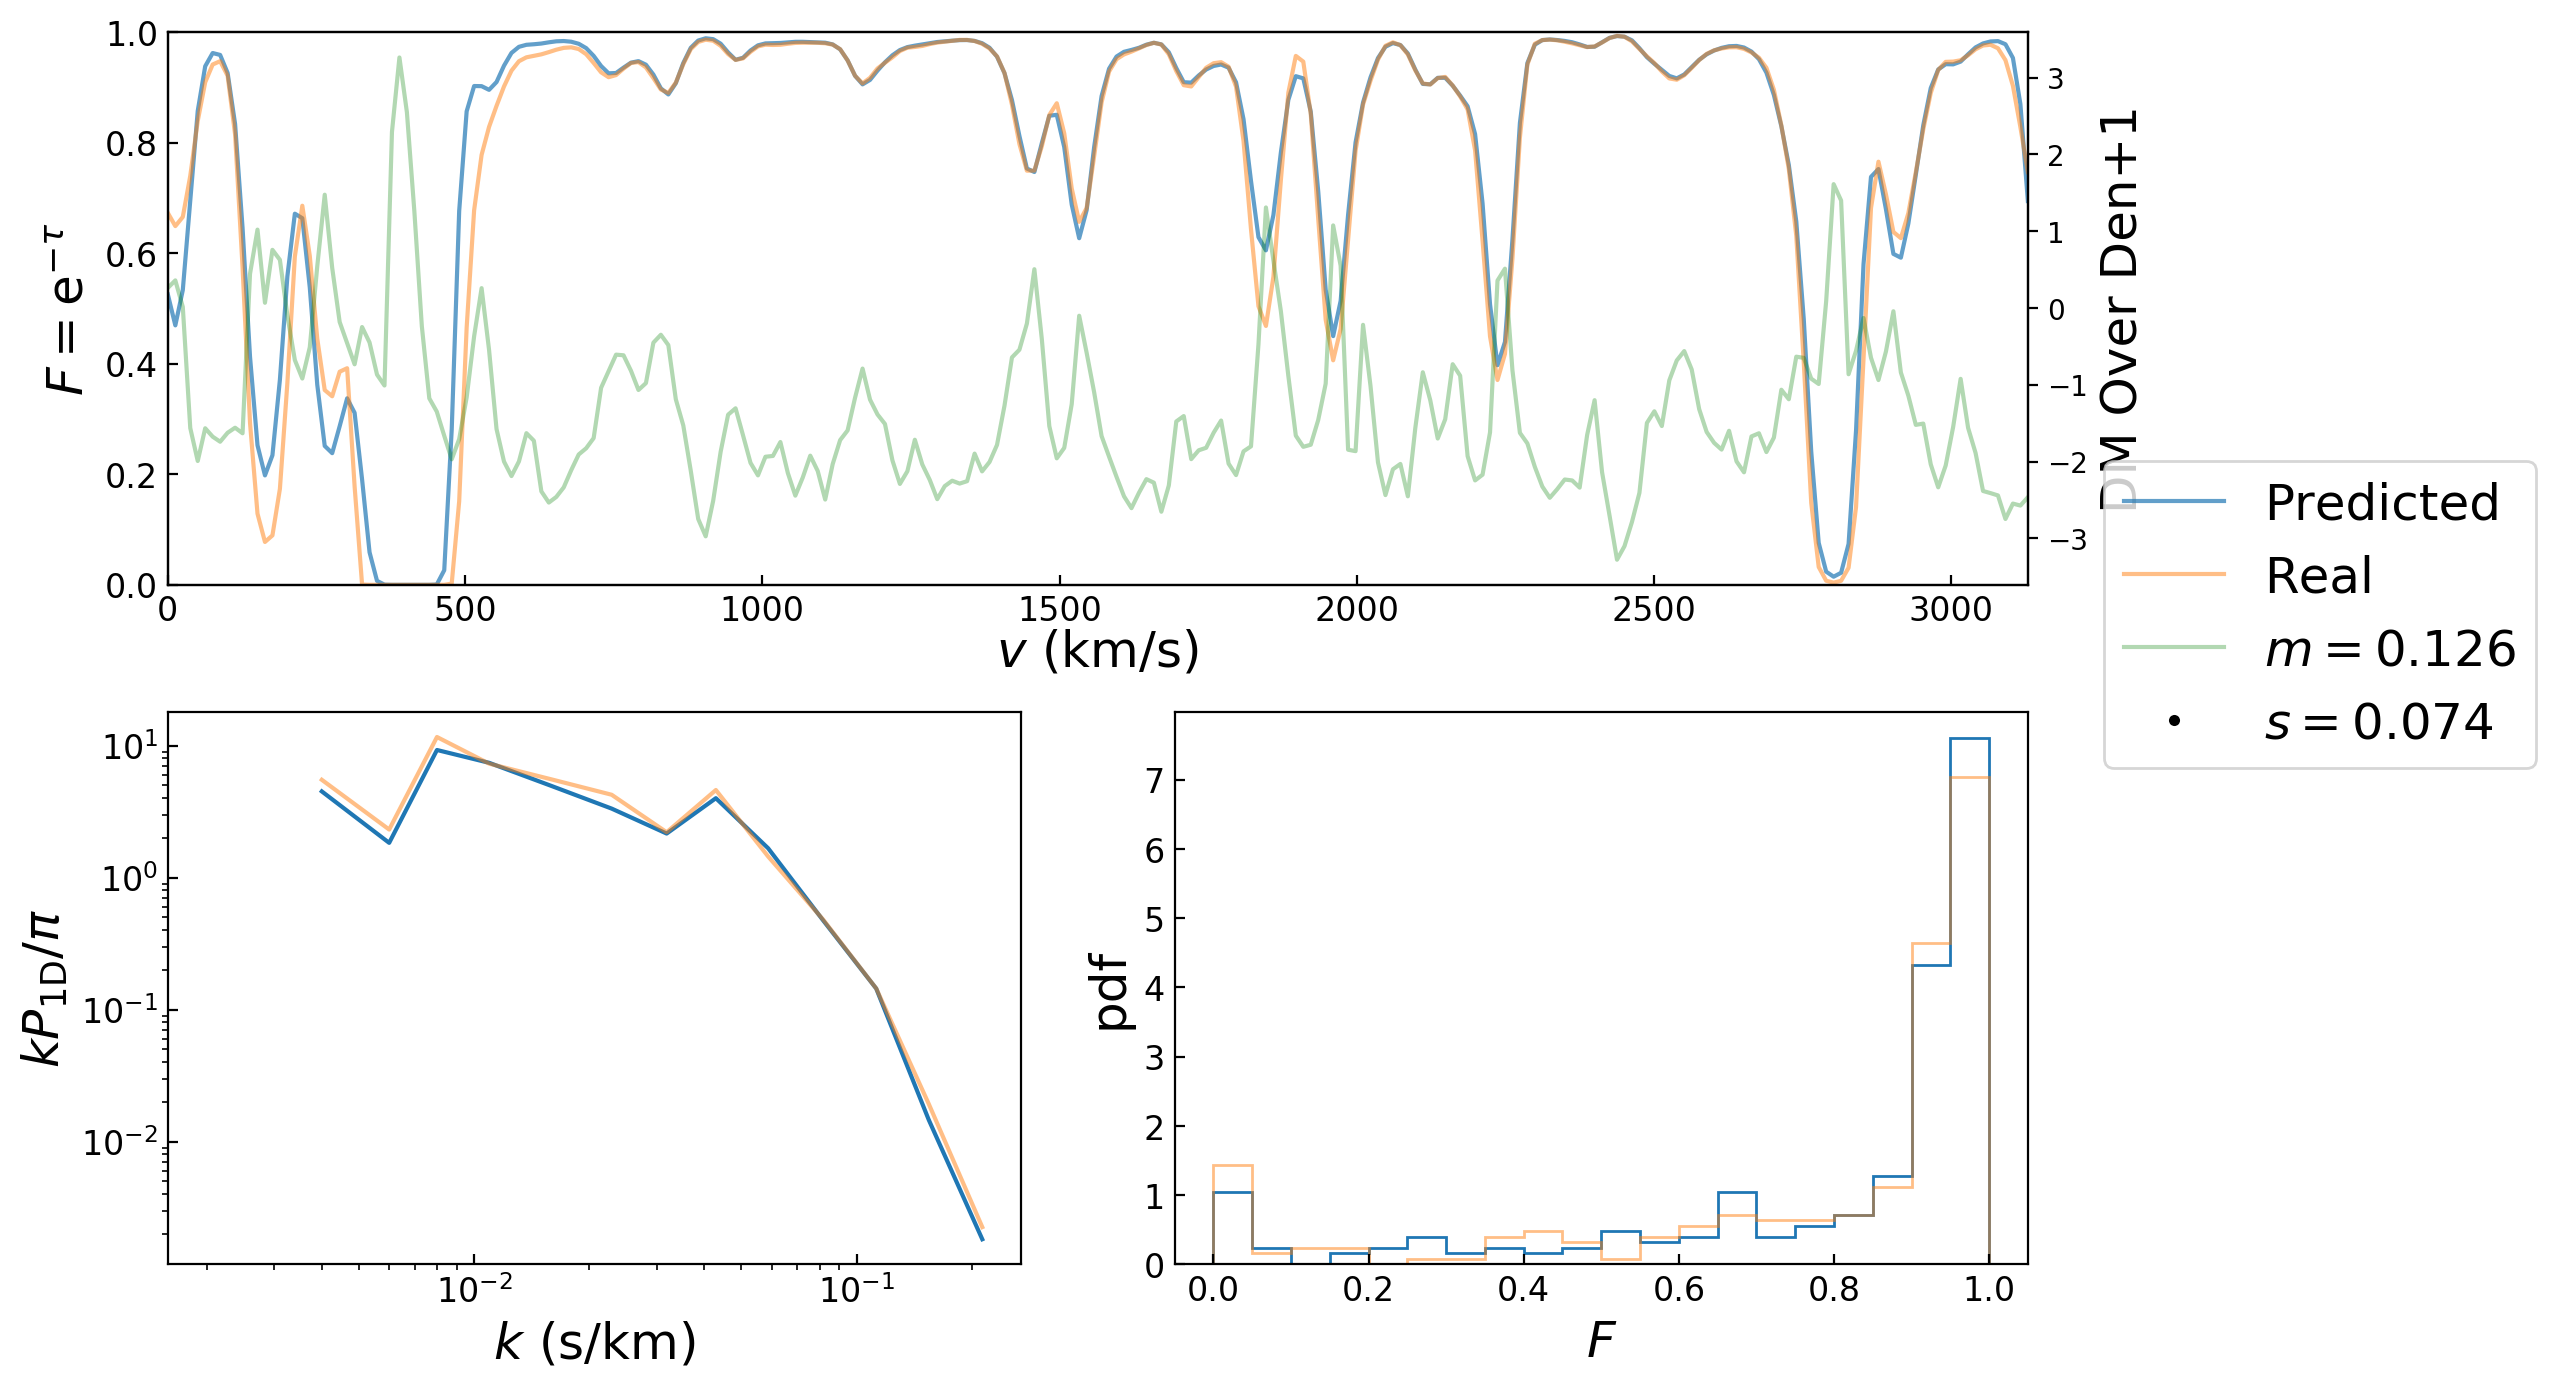 1.0
0.8
0.6
0.4
0.2
0.0
F = e^{−τ}
0 500 1000 1500 2000 2500 3000
v (km/s)
3
2
1
0
−1
−2
−3
DM Over Den+1
Predicted
Real
m = 0.126
s = 0.074
10^1
10^0
10^{−1}
10^{−2}
kP_{1D}/π
10^{−2} 10^{−1}
k (s/km)
7
6
5
4
3
2
1
0
pdf
0.0 0.2 0.4 0.6 0.8 1.0
F